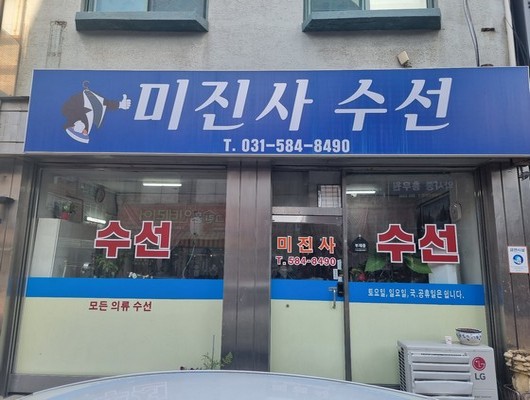 미진사 수선
T. 031-584-8490
수선
미진사
T. 584-8490
수선
토요일, 일요일, 국.공휴일은 쉽니다.
모든 의류 수선
LG